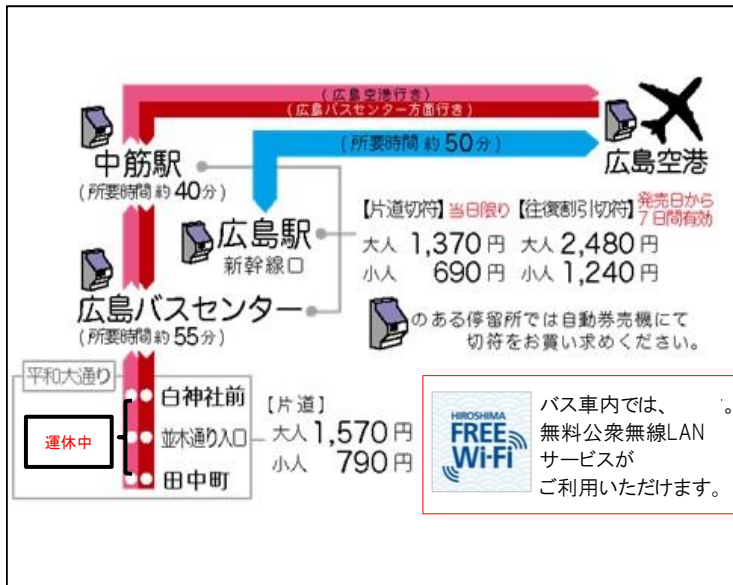 (広島空港行き)
(広島バスセンター方面行き)
(所要時間 約50分)
中筋駅
(所要時間 約40分)
広島空港
広島駅
新幹線口
【片道切符】当日限り
大人 1,370円
小人 690円
【往復割引切符】発売日から
7日間有効
大人 2,480円
小人 1,240円
広島バスセンター
(所要時間 約55分)
のある停留所では自動券売機にて
切符をお買い求めください。
平和大通り
白神社前
並木通り入口
田中町
運休中
【片道】
大人 1,570円
小人 790円
HIROSHIMA
FREE
Wi-Fi
バス車内では、
無料公衆無線LAN
サービスが
ご利用いただけます。